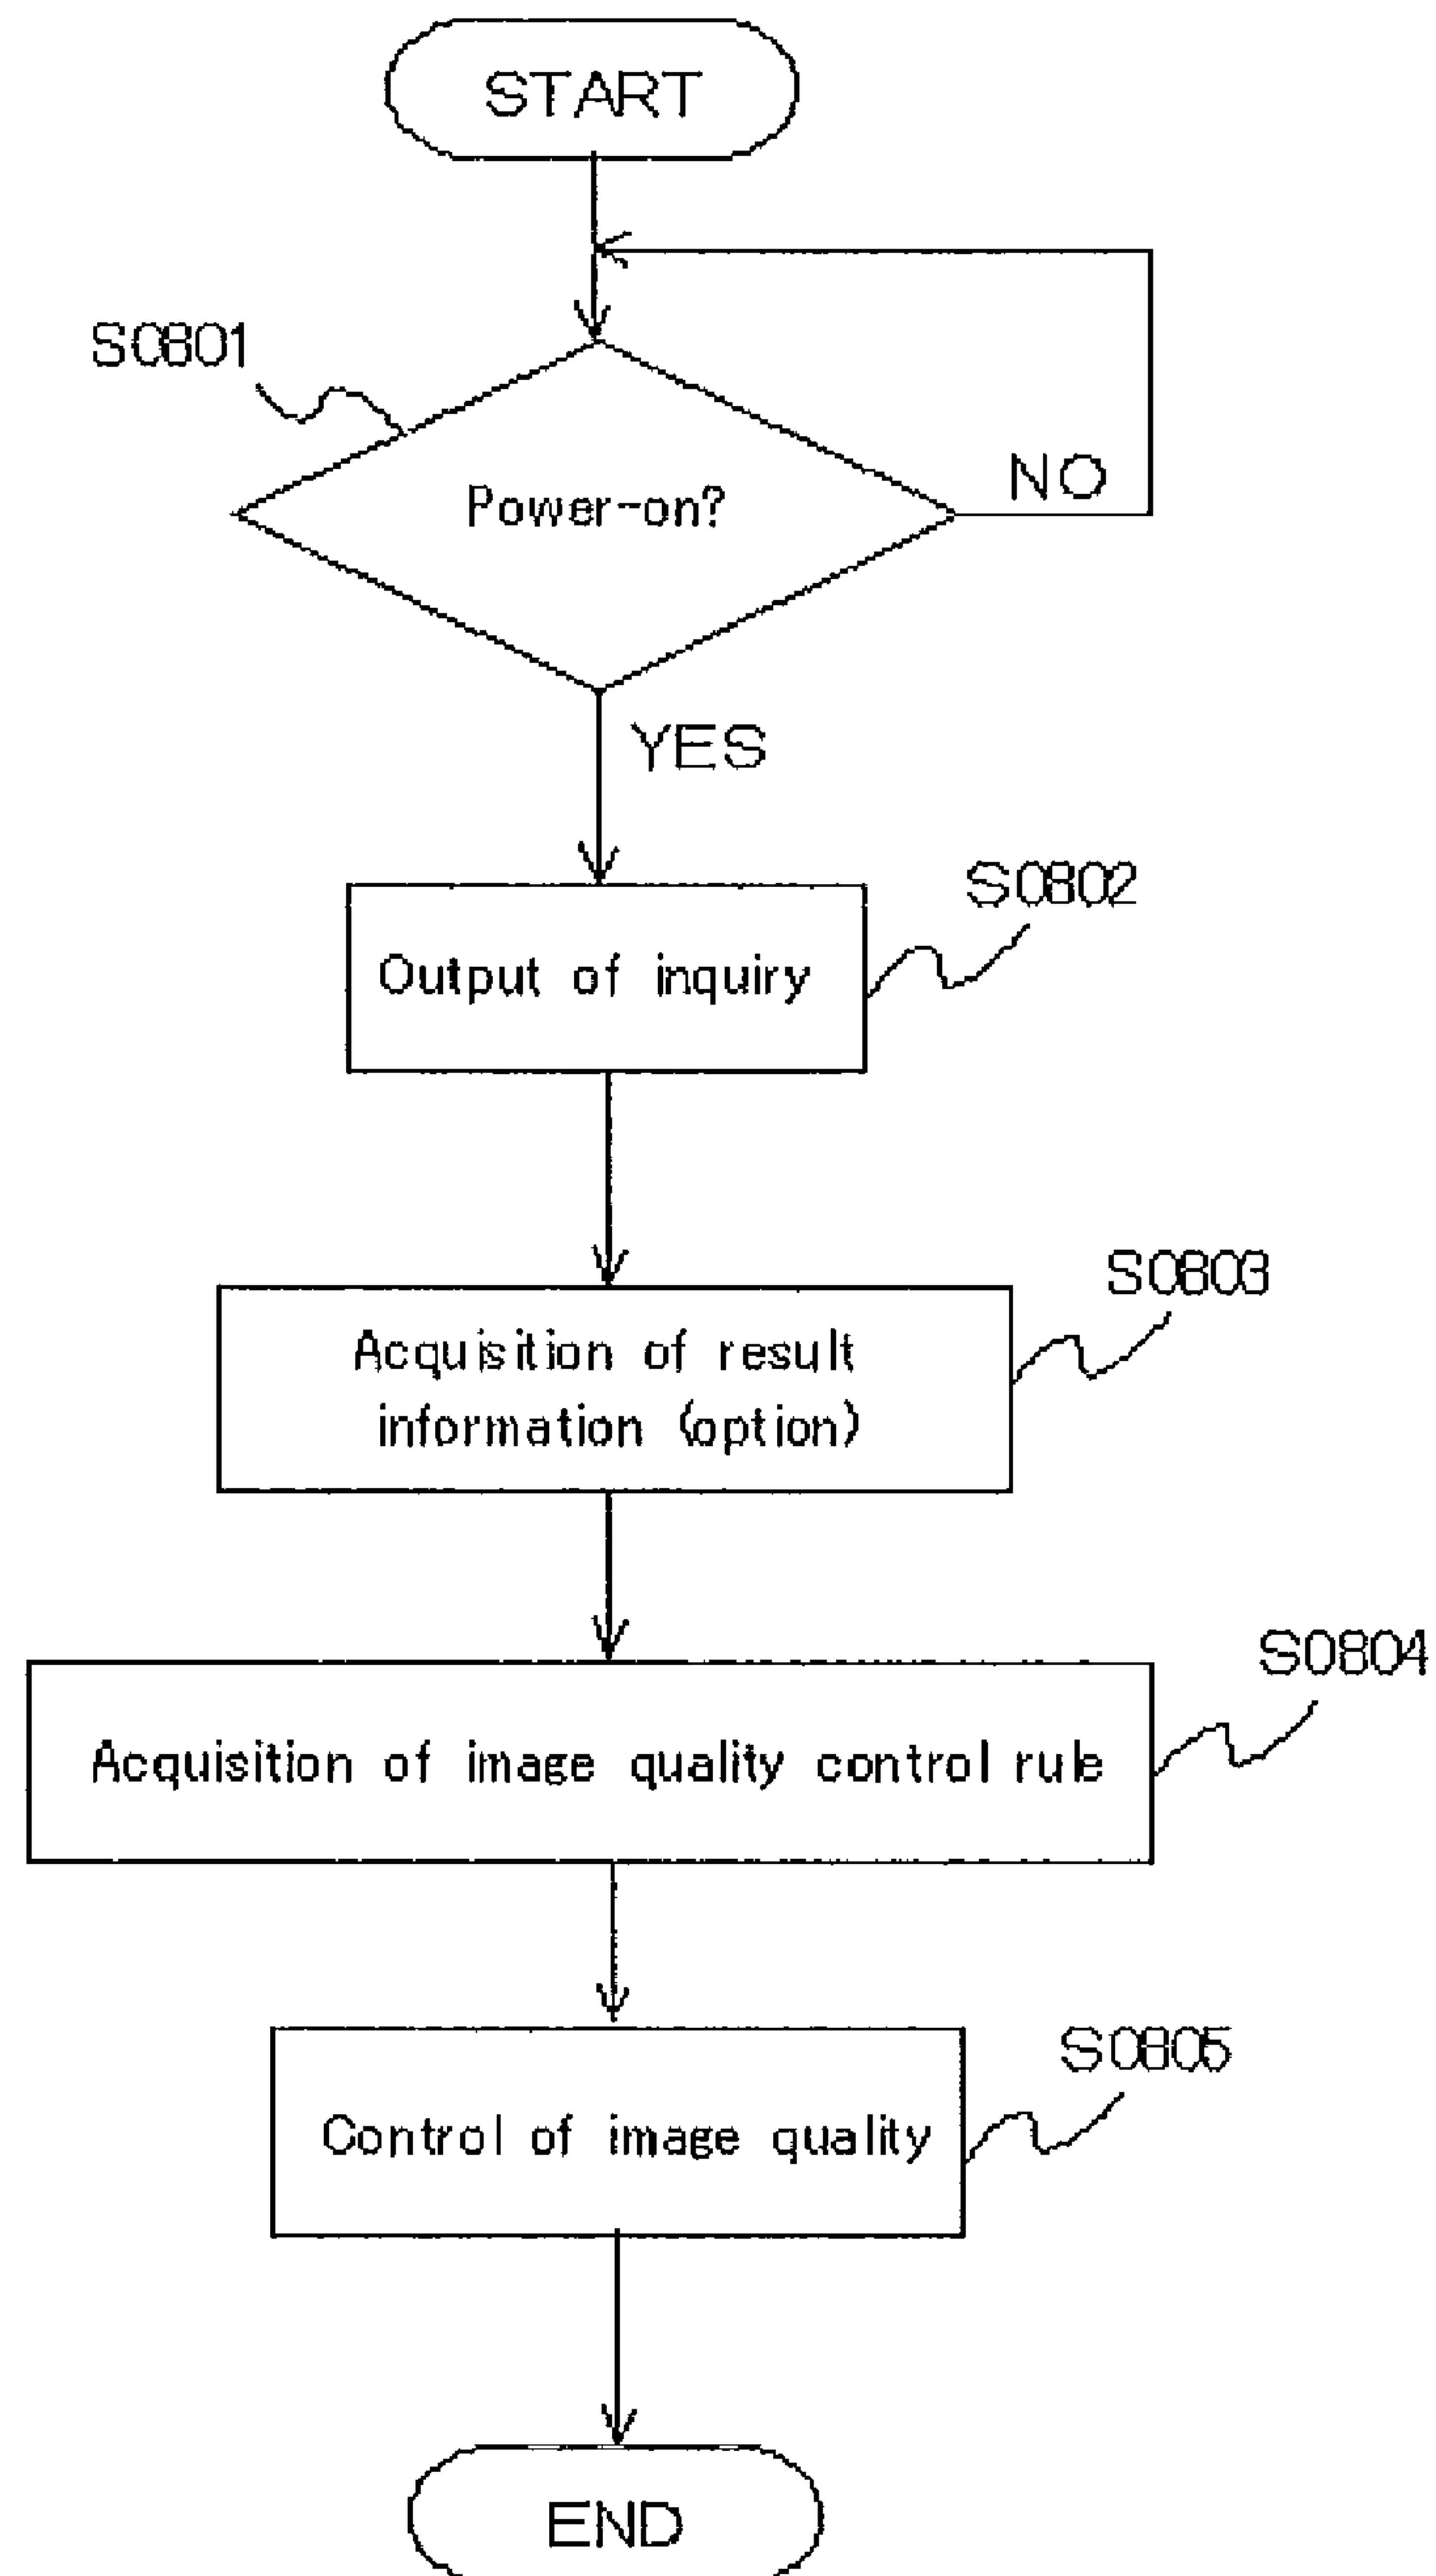 START
S0801
Power-on?
NO
YES
Output of inquiry
S0802
Acquisition of result
information (option)
S0803
Acquisition of image quality control rule
S0804
Control of image quality
S0805
END